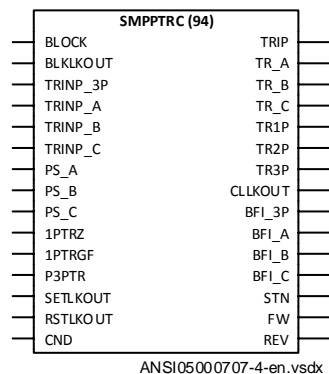 SMPPTRC (94)
BLOCK TRIP
BLKLKOUT TR_A
TRINP_3P TR_B
TRINP_A TR_C
TRINP_B TR1P
TRINP_C TR2P
PS_A TR3P
PS_B CLLKOUT
PS_C BFI_3P
1PTRZ BFI_A
1PTRGF BFI_B
P3PTR BFI_C
SETLKOUT STN
RSTLKOUT FW
CND REV
ANSI05000707-4-en.vsdx